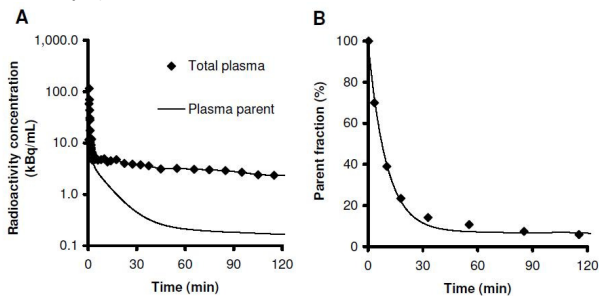 A
Radioactivity concentration
(kBq/mL)
1,000.0
100.0
10.0
1.0
0.1
Total plasma
Plasma parent
0 30 60 90 120
Time (min)
B
Parent fraction (%)
100
80
60
40
20
0
0 30 60 90 120
Time (min)